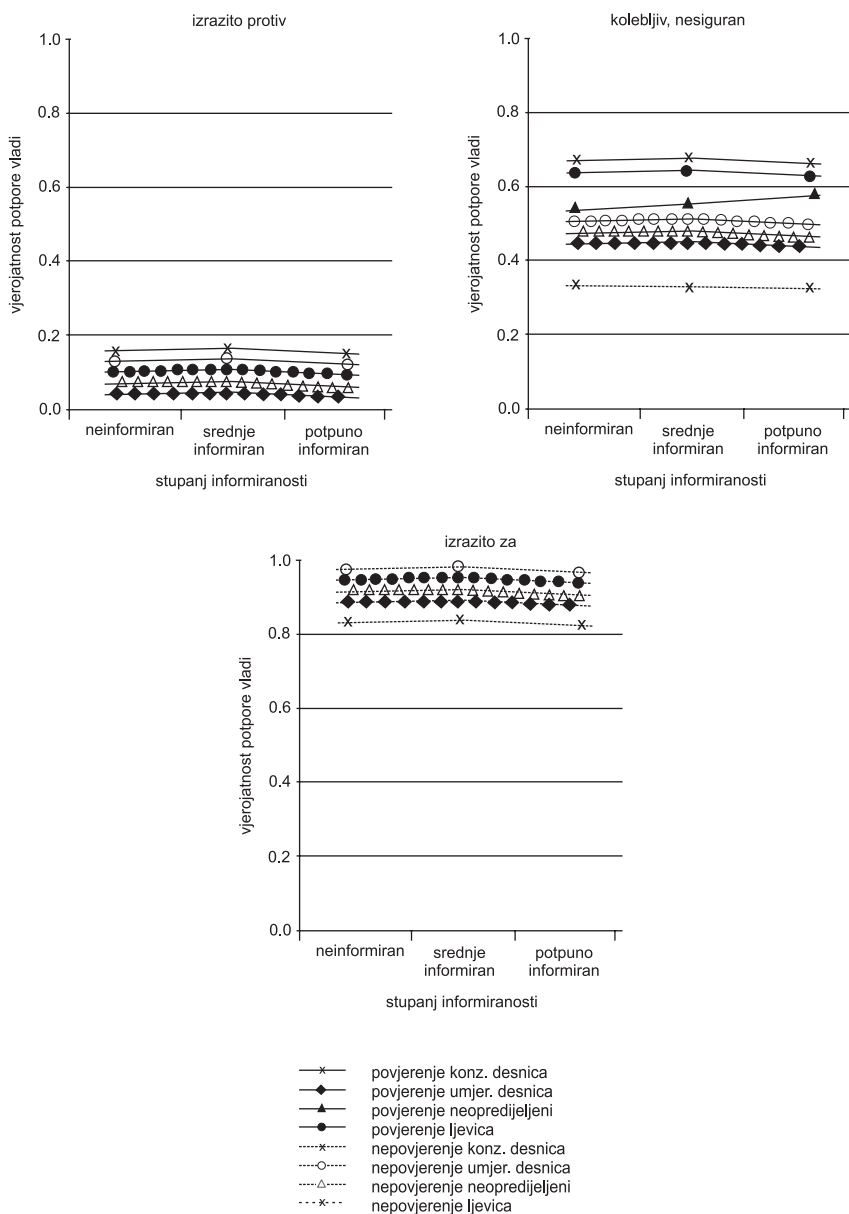 izrazito protiv
1.0
0.8
0.6
0.4
0.2
0.0
vjerojatnost potpore vladi
neinformiran
srednje
informiran
potpuno
informiran
stupanj informiranosti
kolebljiv, nesiguran
1.0
0.8
0.6
0.4
0.2
0.0
vjerojatnost potpore vladi
neinformiran
srednje
informiran
potpuno
informiran
stupanj informiranosti
izrazito za
1.0
0.8
0.6
0.4
0.2
0.0
vjerojatnost potpore vladi
neinformiran
srednje
informiran
potpuno
informiran
stupanj informiranosti
povjerenje konz. desnica
povjerenje umjer. desnica
povjerenje neopredijeljeni
povjerenje ljevica
nepovjerenje konz. desnica
nepovjerenje umjer. desnica
nepovjerenje neopredijeljeni
nepovjerenje ljevica